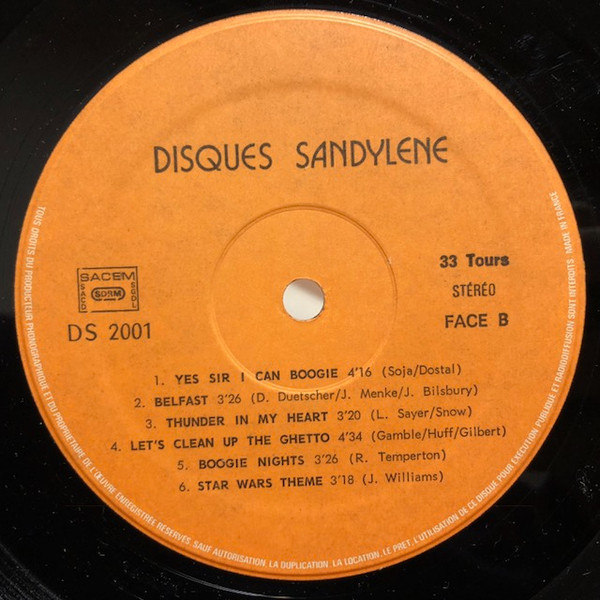 DISQUES SANDYLENE
SACEM
SACD
SDRM
SGDL
DS 2001
33 Tours
STÉRÉO
FACE B
1. YES SIR I CAN BOOGIE 4'16 (Soja/Dostal)
2. BELFAST 3'26 (D. Duetscher/J. Menke/J. Bilsbury)
3. THUNDER IN MY HEART 3'20 (L. Sayer/Snow)
4. LET'S CLEAN UP THE GHETTO 4'34 (Gamble/Huff/Gilbert)
5. BOOGIE NIGHTS 3'26 (R. Temperton)
6. STAR WARS THEME 3'18 (J. Williams)
TOUS DROITS DU PRODUCTEUR PHONOGRAPHIQUE ET DU PROPRIETAIRE DE L'ŒUVRE ENREGISTREE RESERVES. SAUF AUTORISATION, LA DUPLICATION, LA LOCATION, LE PRET, L'UTILISATION DE CE DISQUE POUR EXECUTION PUBLIQUE ET RADIODIFFUSION SONT INTERDITS. MADE IN FRANCE